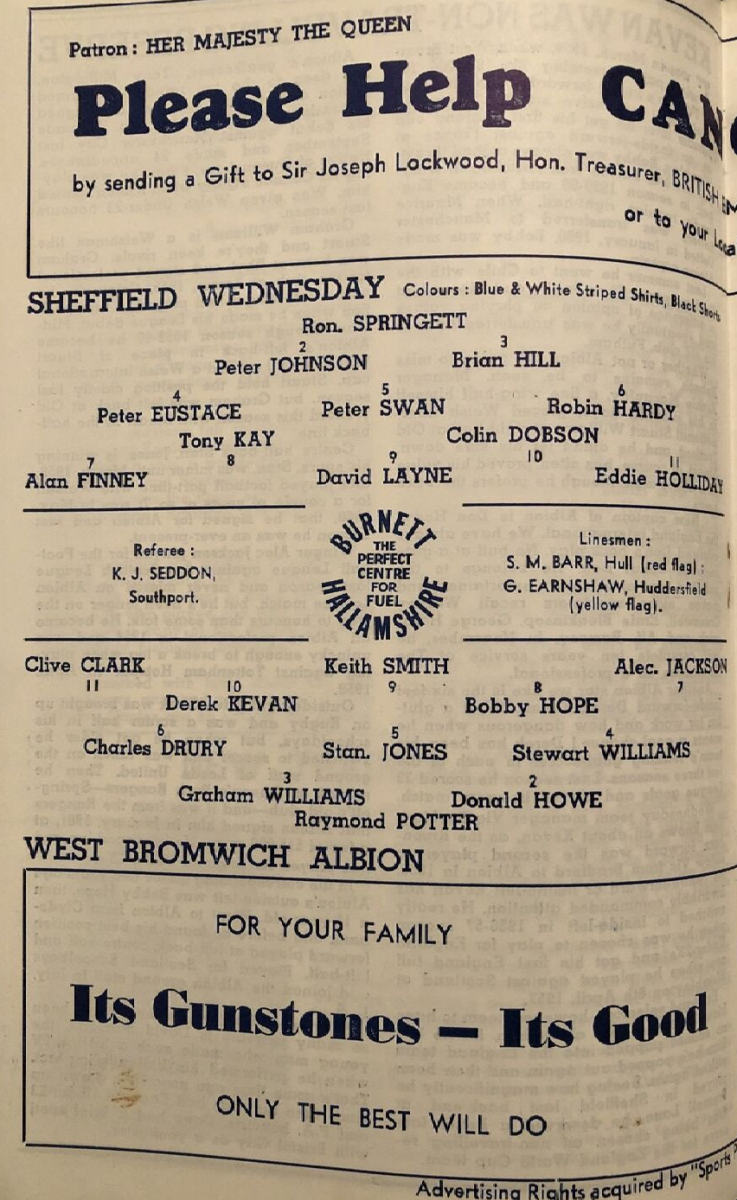 Patron : HER MAJESTY THE QUEEN
Please Help CANC
by sending a Gift to Sir Joseph Lockwood, Hon. Treasurer, BRITISH EM
or to your Loca
SHEFFIELD WEDNESDAY Colours : Blue & White Striped Shirts, Black Shorts
Ron. SPRINGETT
2 3
Peter JOHNSON Brian HILL
4 5 6
Peter EUSTACE Peter SWAN Robin HARDY
Tony KAY Colin DOBSON
7 8 9 10 11
Alan FINNEY David LAYNE Eddie HOLLIDAY
Referee :
K. J. SEDDON,
Southport.
BURNETT
THE
PERFECT
CENTRE
FOR
FUEL
HALLAMSHIRE
Linesmen :
S. M. BARR, Hull (red flag) :
G. EARNSHAW, Huddersfield
(yellow flag).
Clive CLARK Keith SMITH Alec. JACKSON
11 10 9 8 7
Derek KEVAN Bobby HOPE
6 5 4
Charles DRURY Stan. JONES Stewart WILLIAMS
3 2
Graham WILLIAMS Donald HOWE
Raymond POTTER
WEST BROMWICH ALBION
FOR YOUR FAMILY
Its Gunstones — Its Good
ONLY THE BEST WILL DO
Advertising Rights acquired by "Sports